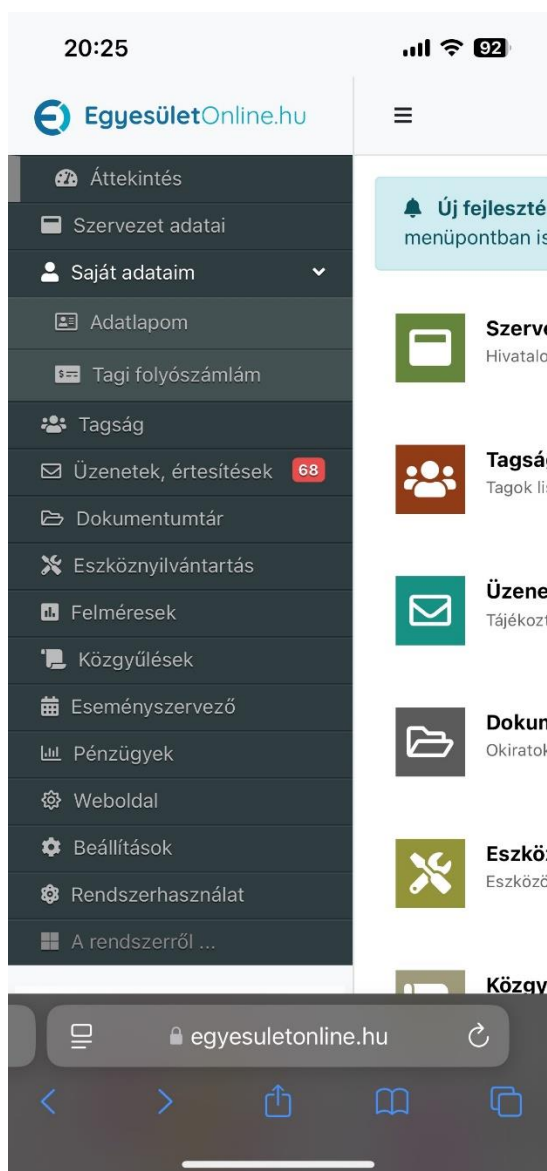 20:25
92
EgyesületOnline.hu
Áttekintés
Szervezet adatai
Saját adataim
Adatlapom
Tagi folyószámlám
Tagság
Üzenetek, értesítések 68
Dokumentumtár
Eszköznyilvántartás
Felméresek
Közgyűlések
Eseményszervező
Pénzügyek
Weboldal
Beállítások
Rendszerhasználat
A rendszerről ...
Új fejleszté
menüpontban is
Szerve
Hivatalo
Tagság
Tagok lis
Üzene
Tájékozt
Dokum
Okiratok
Eszköz
Eszközö
Közgy
egyesuletonline.hu